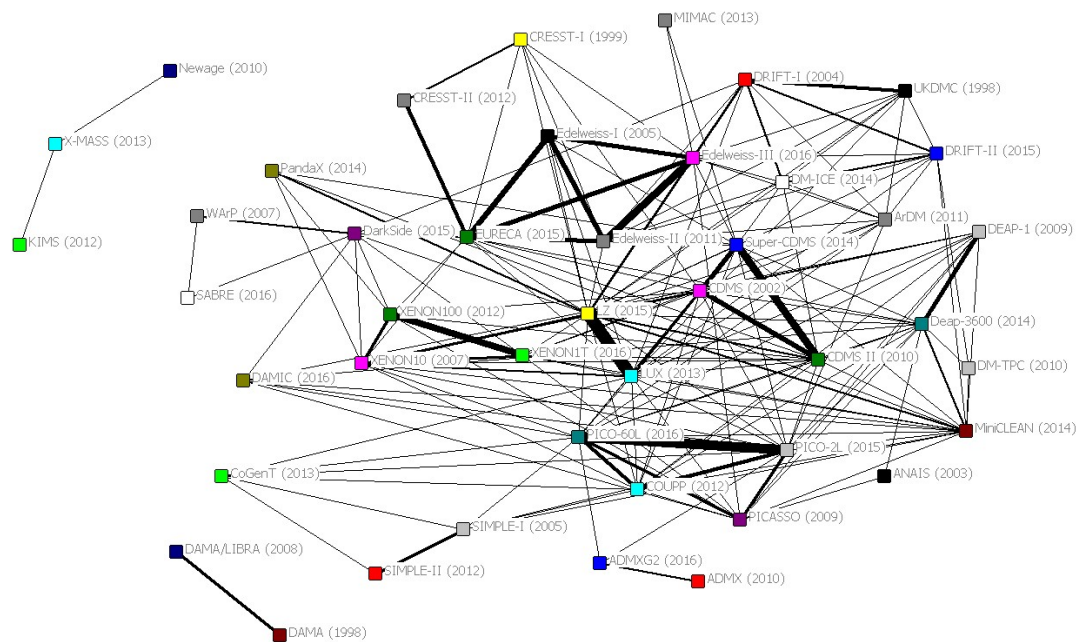 MIMAC (2013)
CRESST-I (1999)
Newage (2010)
DRIFT-I (2004)
UKDMC (1998)
CRESST-II (2012)
Edelweiss-I (2005)
X-MASS (2013)
DRIFT-II (2015)
Edelweiss-III (2016)
PandaX (2014)
DM-ICE (2014)
WArP (2007)
ArDM (2011)
DEAP-1 (2009)
DarkSide (2015)
EURECA (2015)
Edelweiss-II (2011)
KIMS (2012)
Super-CDMS (2014)
CDMS (2002)
SABRE (2016)
XENON100 (2012)
LZ (2015)
Deap-3600 (2014)
XENON1T (2016)
CDMS II (2010)
XENON10 (2007)
DM-TPC (2010)
LUX (2013)
DAMIC (2016)
MiniCLEAN (2014)
PICO-60L (2016)
PICO-2L (2015)
CoGenT (2013)
ANAIS (2003)
COUPP (2012)
PICASSO (2009)
SIMPLE-I (2005)
DAMA/LIBRA (2008)
ADMXG2 (2016)
SIMPLE-II (2012)
ADMX (2010)
DAMA (1998)